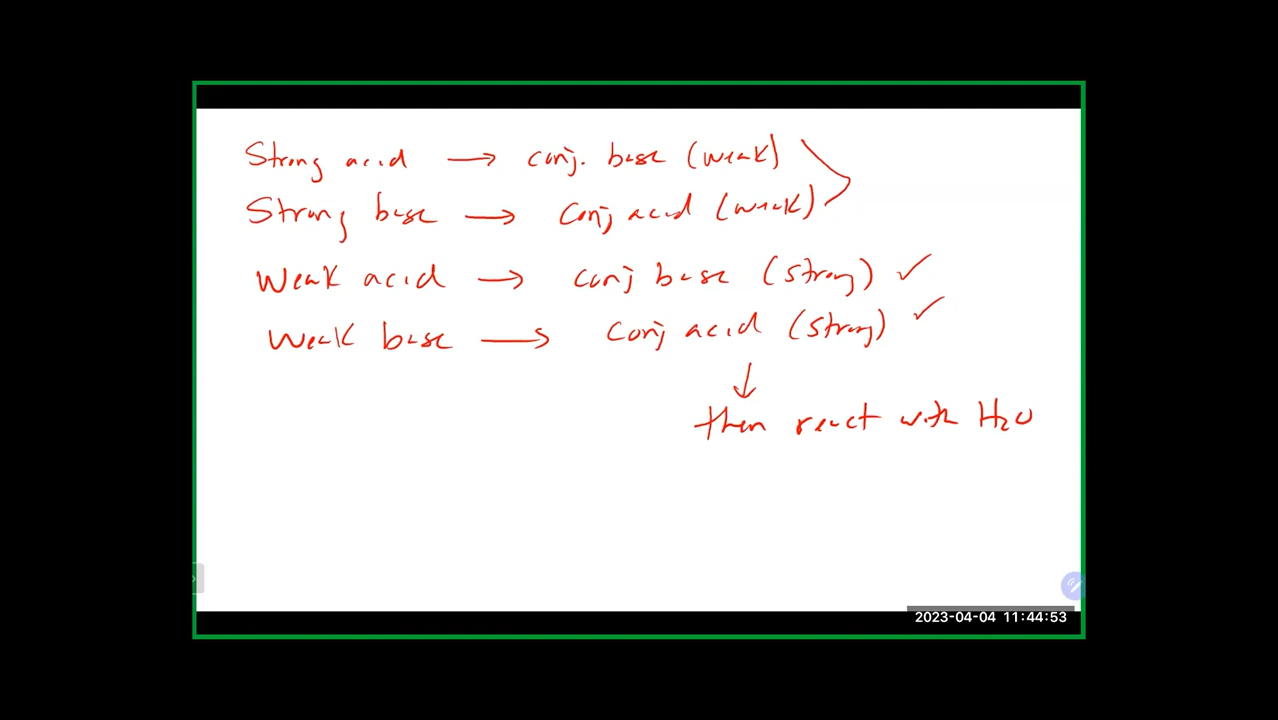 Strong acid → conj. base (weak)
Strong base → conj acid (weak)
Weak acid → conj base (strong) ✓
Weak base → conj acid (strong) ✓
↓
then react with H₂O
2023-04-04 11:44:53